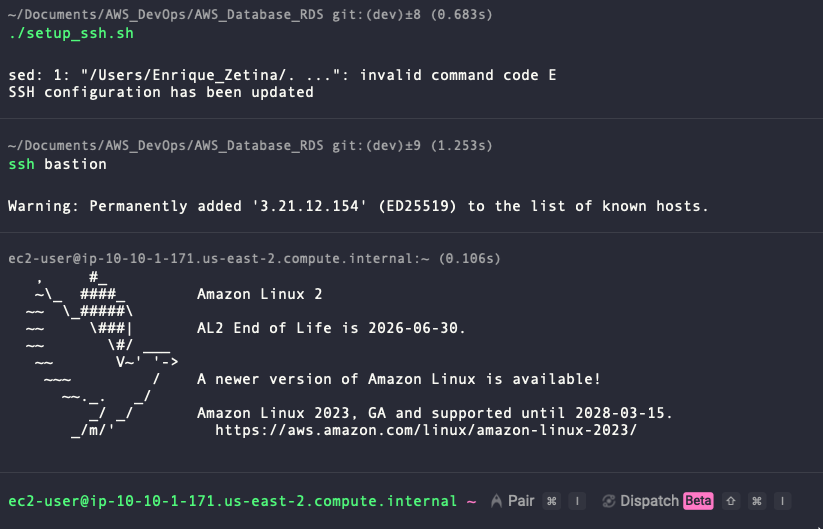 ~/Documents/AWS_DevOps/AWS_Database_RDS git:(dev)±8 (0.683s)
./setup_ssh.sh
sed: 1: "/Users/Enrique_Zetina/. ...": invalid command code E
SSH configuration has been updated
~/Documents/AWS_DevOps/AWS_Database_RDS git:(dev)±9 (1.253s)
ssh bastion
Warning: Permanently added '3.21.12.154' (ED25519) to the list of known hosts.
ec2-user@ip-10-10-1-171.us-east-2.compute.internal:~ (0.106s)
   ,     #_
   ~\_  ####_        Amazon Linux 2
  ~~  \_#####\
  ~~     \###|       AL2 End of Life is 2026-06-30.
  ~~       \#/ ___
   ~~       V~' '->
    ~~~         /    A newer version of Amazon Linux is available!
      ~~._.   _/
         _/ _/       Amazon Linux 2023, GA and supported until 2028-03-15.
       _/m/'           https://aws.amazon.com/linux/amazon-linux-2023/
ec2-user@ip-10-10-1-171.us-east-2.compute.internal ~ Pair ⌘ I Dispatch Beta ⇧ ⌘ I